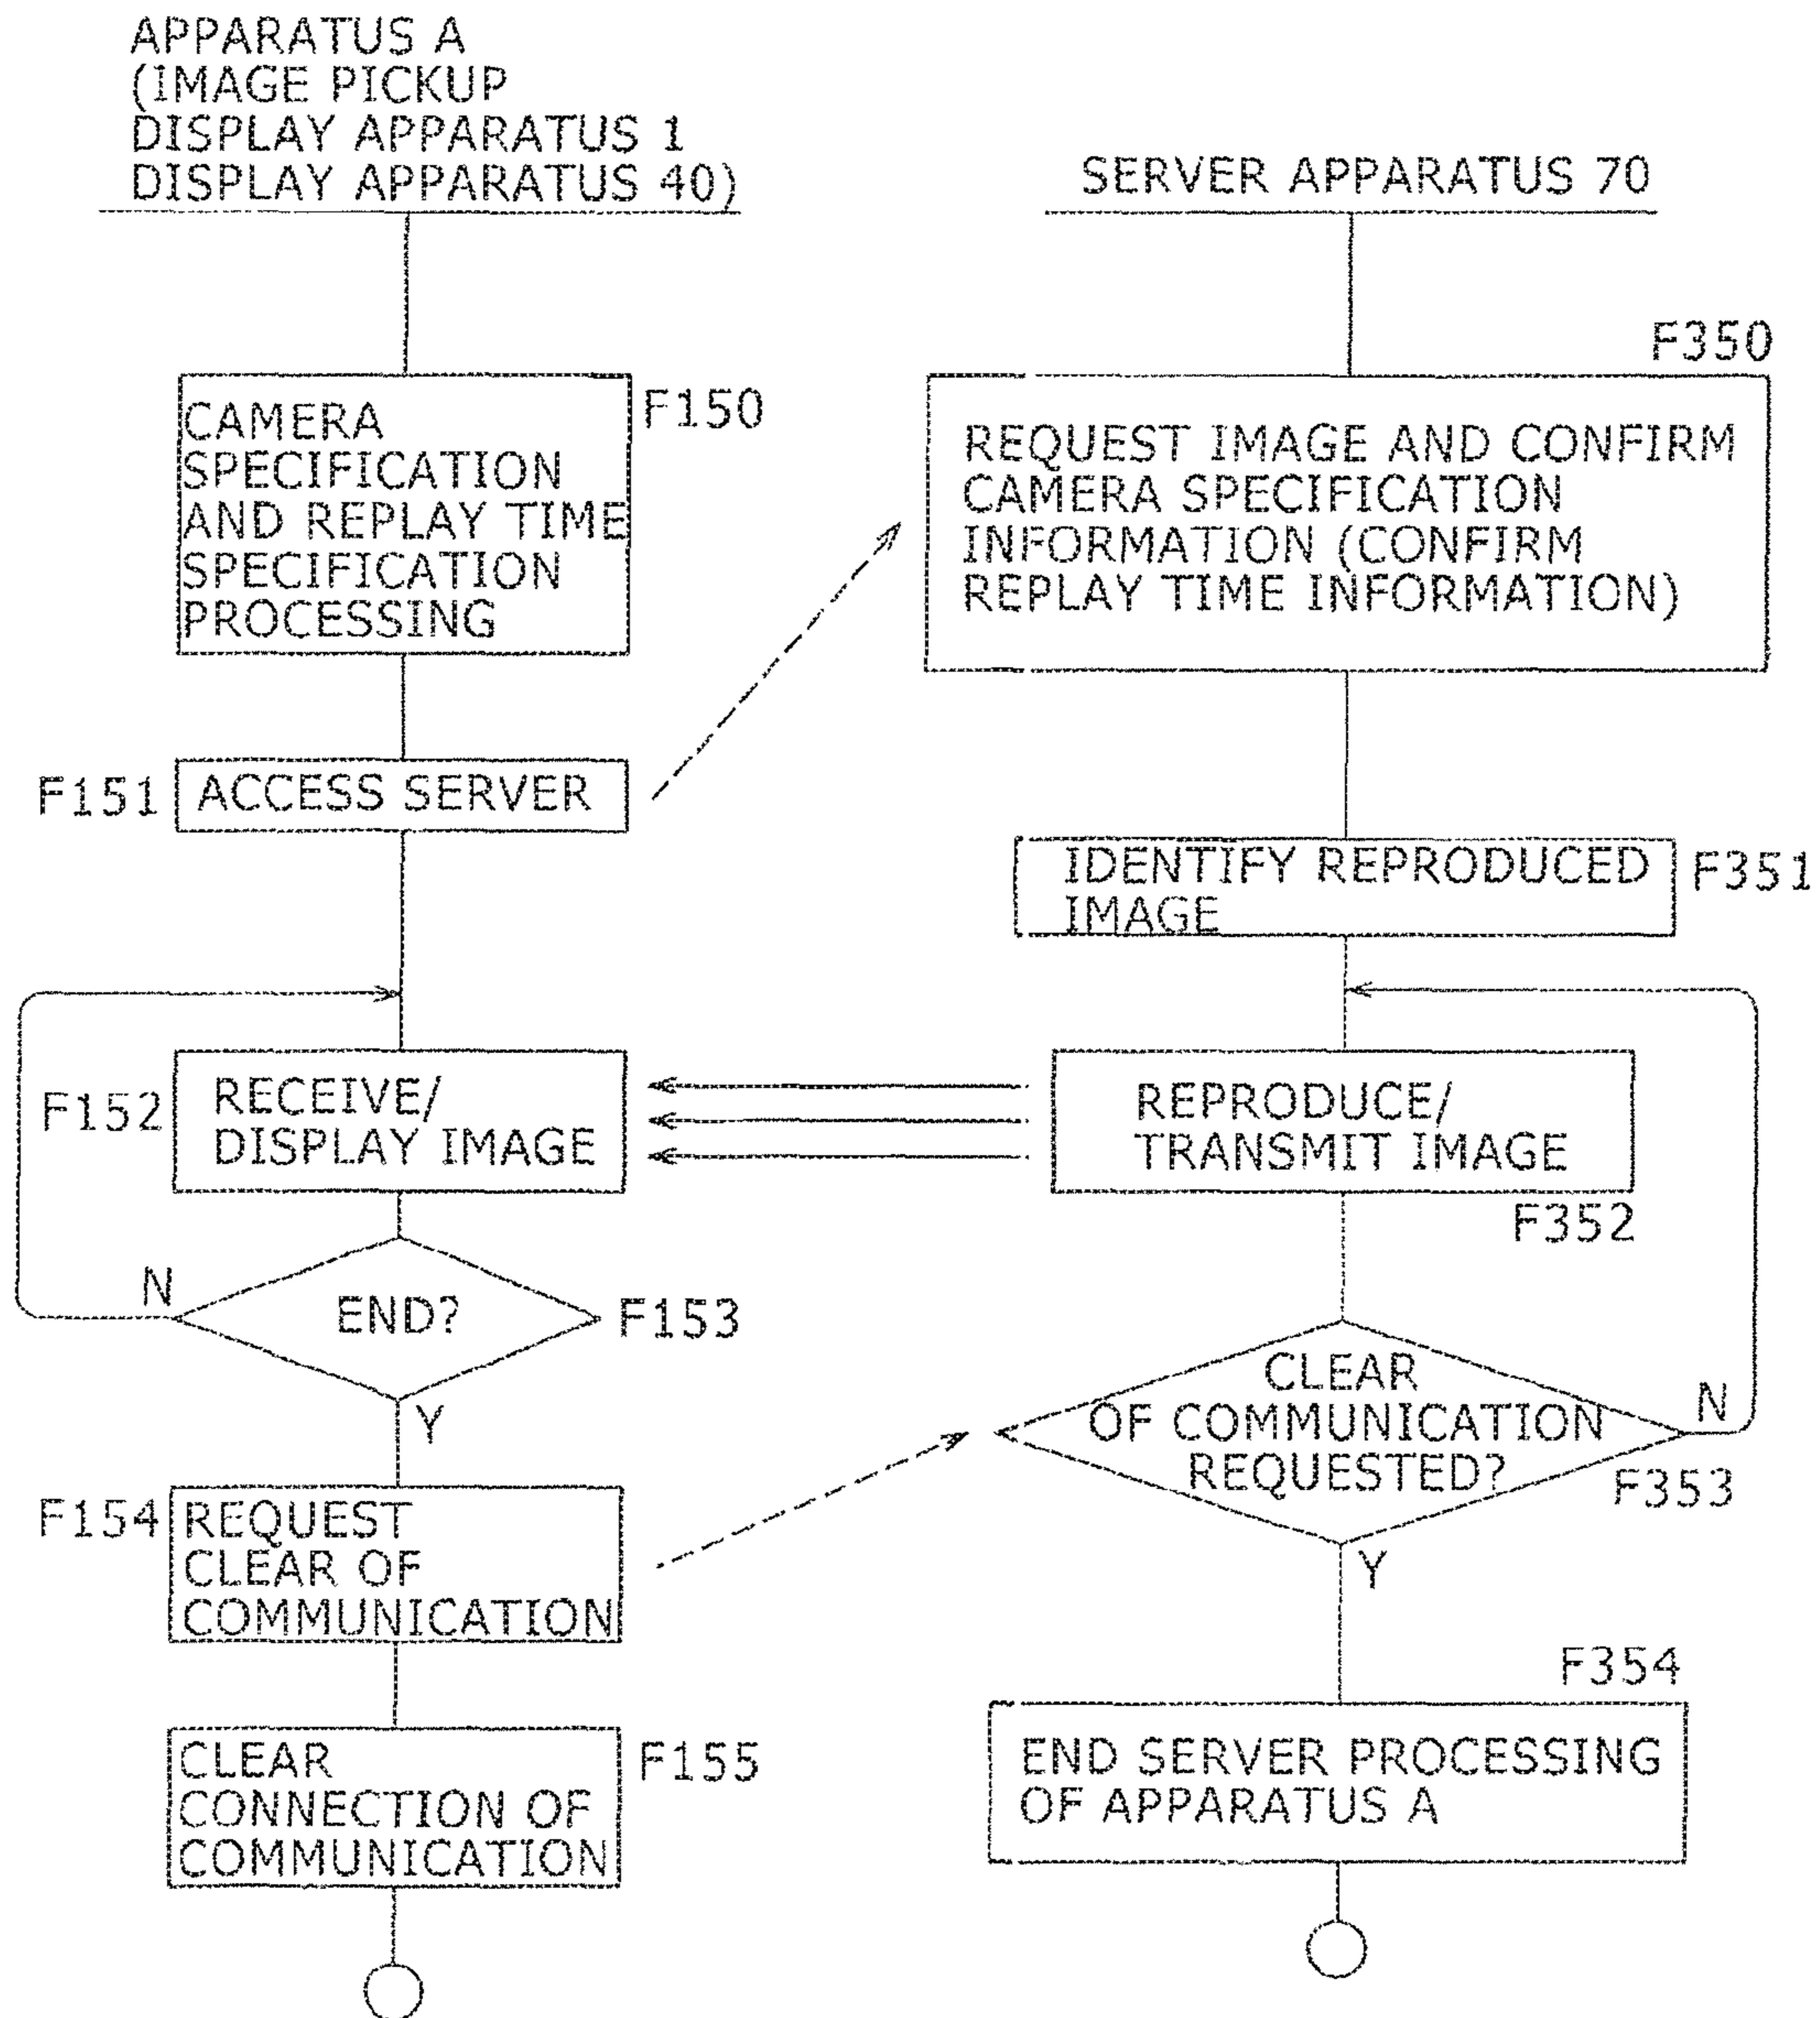 APPARATUS A
(IMAGE PICKUP
DISPLAY APPARATUS 1
DISPLAY APPARATUS 40)
SERVER APPARATUS 70
F150
CAMERA
SPECIFICATION
AND REPLAY TIME
SPECIFICATION
PROCESSING
F350
REQUEST IMAGE AND CONFIRM
CAMERA SPECIFICATION
INFORMATION (CONFIRM
REPLAY TIME INFORMATION)
F151
ACCESS SERVER
IDENTIFY REPRODUCED
IMAGE
F351
F152
RECEIVE/
DISPLAY IMAGE
REPRODUCE/
TRANSMIT IMAGE
F352
N
END?
F153
Y
CLEAR
OF COMMUNICATION
REQUESTED?
N
F353
Y
F154
REQUEST
CLEAR OF
COMMUNICATION
F354
CLEAR
CONNECTION OF
COMMUNICATION
F155
END SERVER PROCESSING
OF APPARATUS A